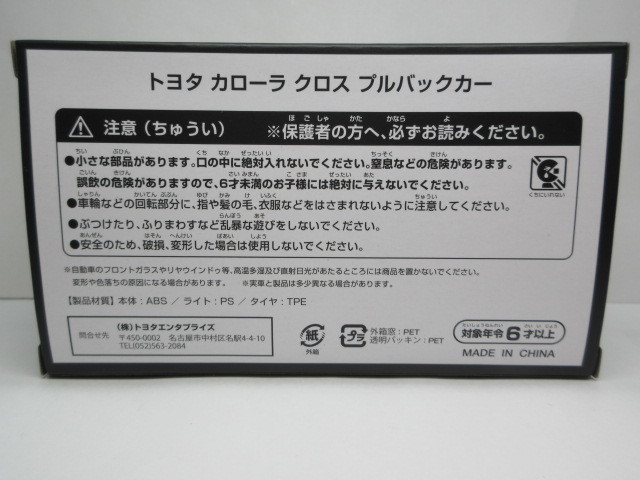 トヨタ カローラ クロス プルバックカー
注意(ちゅうい) ※保護者の方へ、必ずお読みください。
●小さな部品があります。口の中に絶対入れないでください。窒息などの危険があります。
誤飲の危険がありますので、6才未満のお子様には絶対に与えないでください。
●車輪などの回転部分に、指や髪の毛、衣服などをはさまれないように注意してください。
●ぶつけたり、ふりまわすなど乱暴な遊びをしないでください。
●安全のため、破損、変形した場合は使用しないでください。
くちにいれない
※自動車のフロントガラスやリヤウインドゥ等、高温多湿及び直射日光があたるところには商品を置かないでください。
変形や色落ちの原因になる場合があります。 ※実車と製品は多少異なる場合があります。
【製品材質】本体:ABS / ライト:PS / タイヤ:TPE
問合せ先
(株)トヨタエンタプライズ
〒450-0002 名古屋市中村区名駅4-4-10
TEL(052)563-2084
紙
外箱
プラ
外箱窓:PET
透明パッキン:PET
対象年令6才以上
MADE IN CHINA